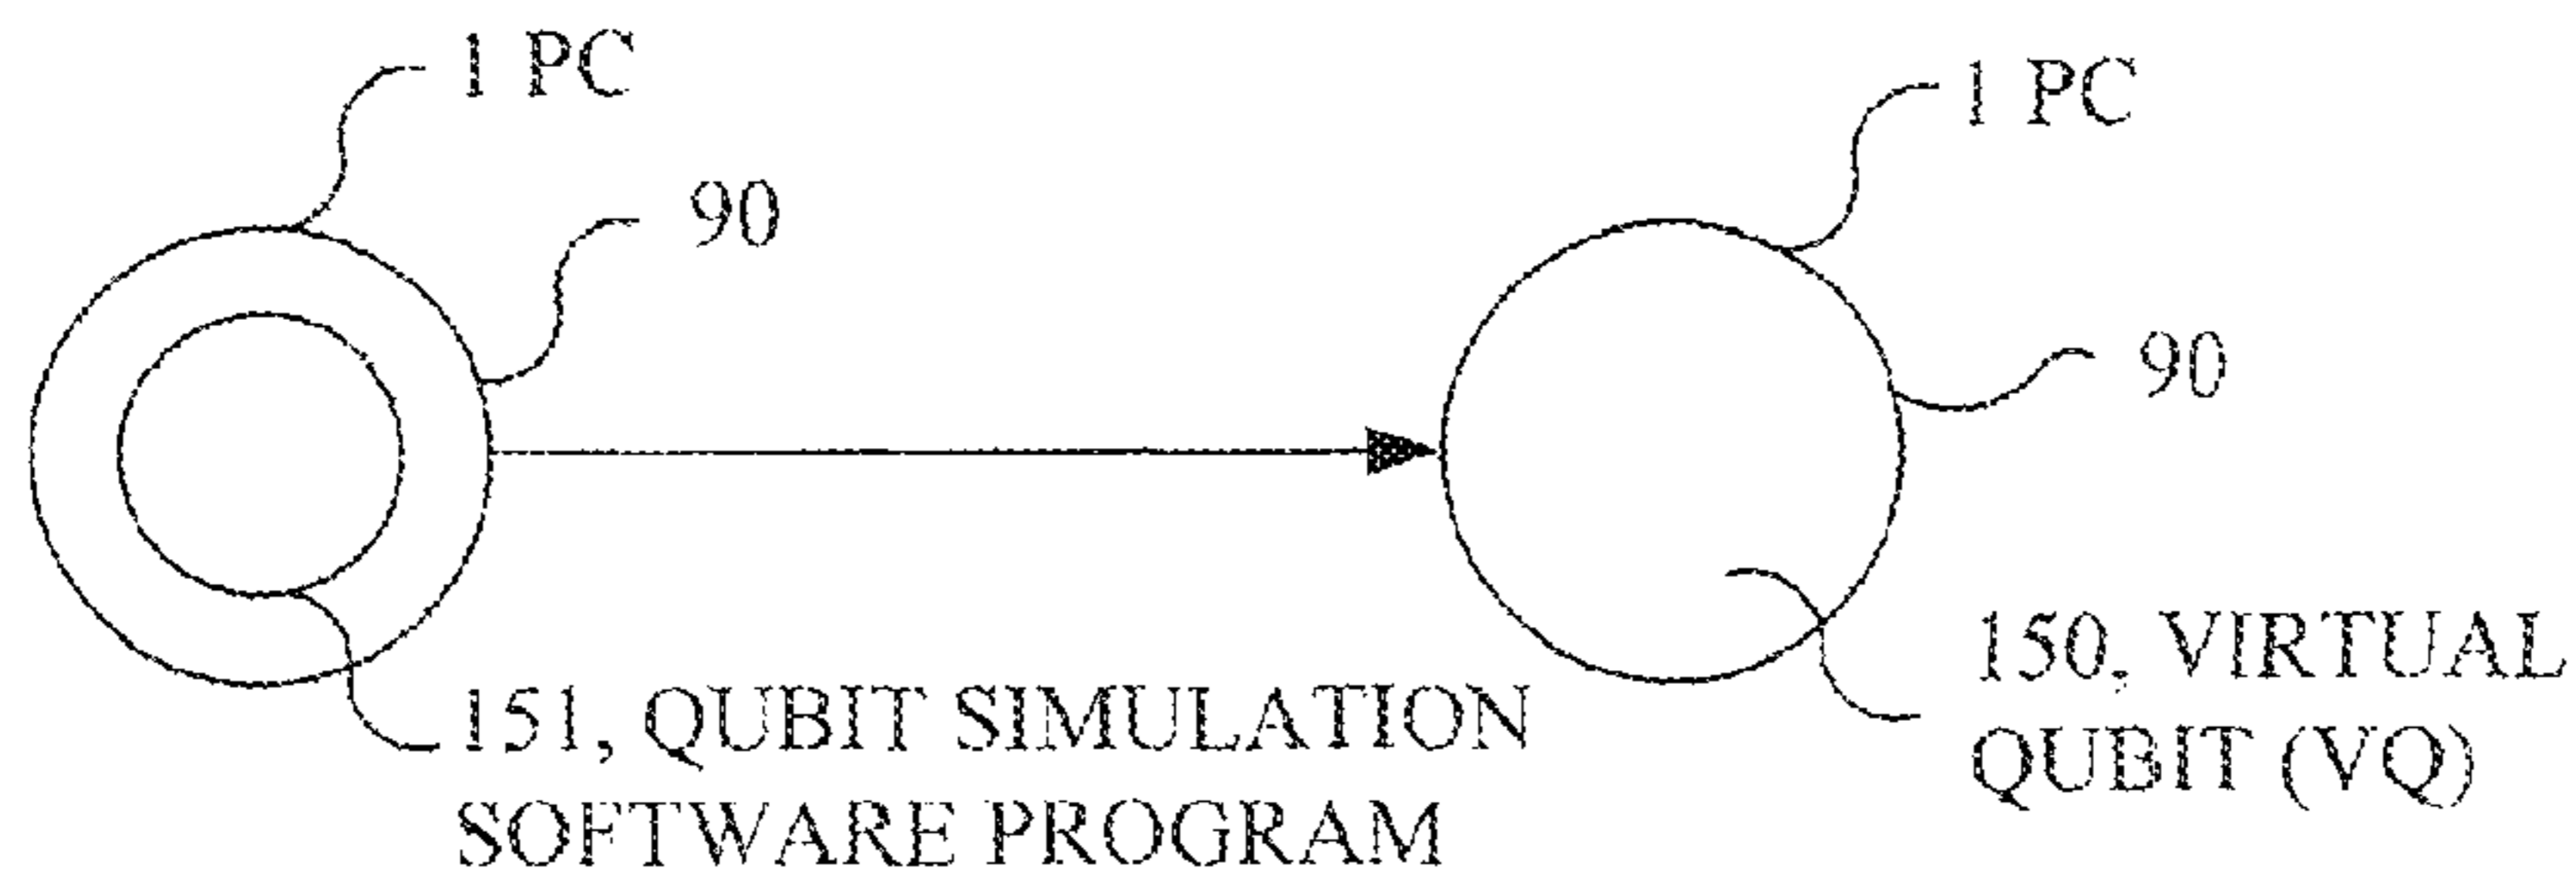 1 PC
90
151, QUBIT SIMULATION
SOFTWARE PROGRAM
1 PC
90
150, VIRTUAL
QUBIT (VQ)